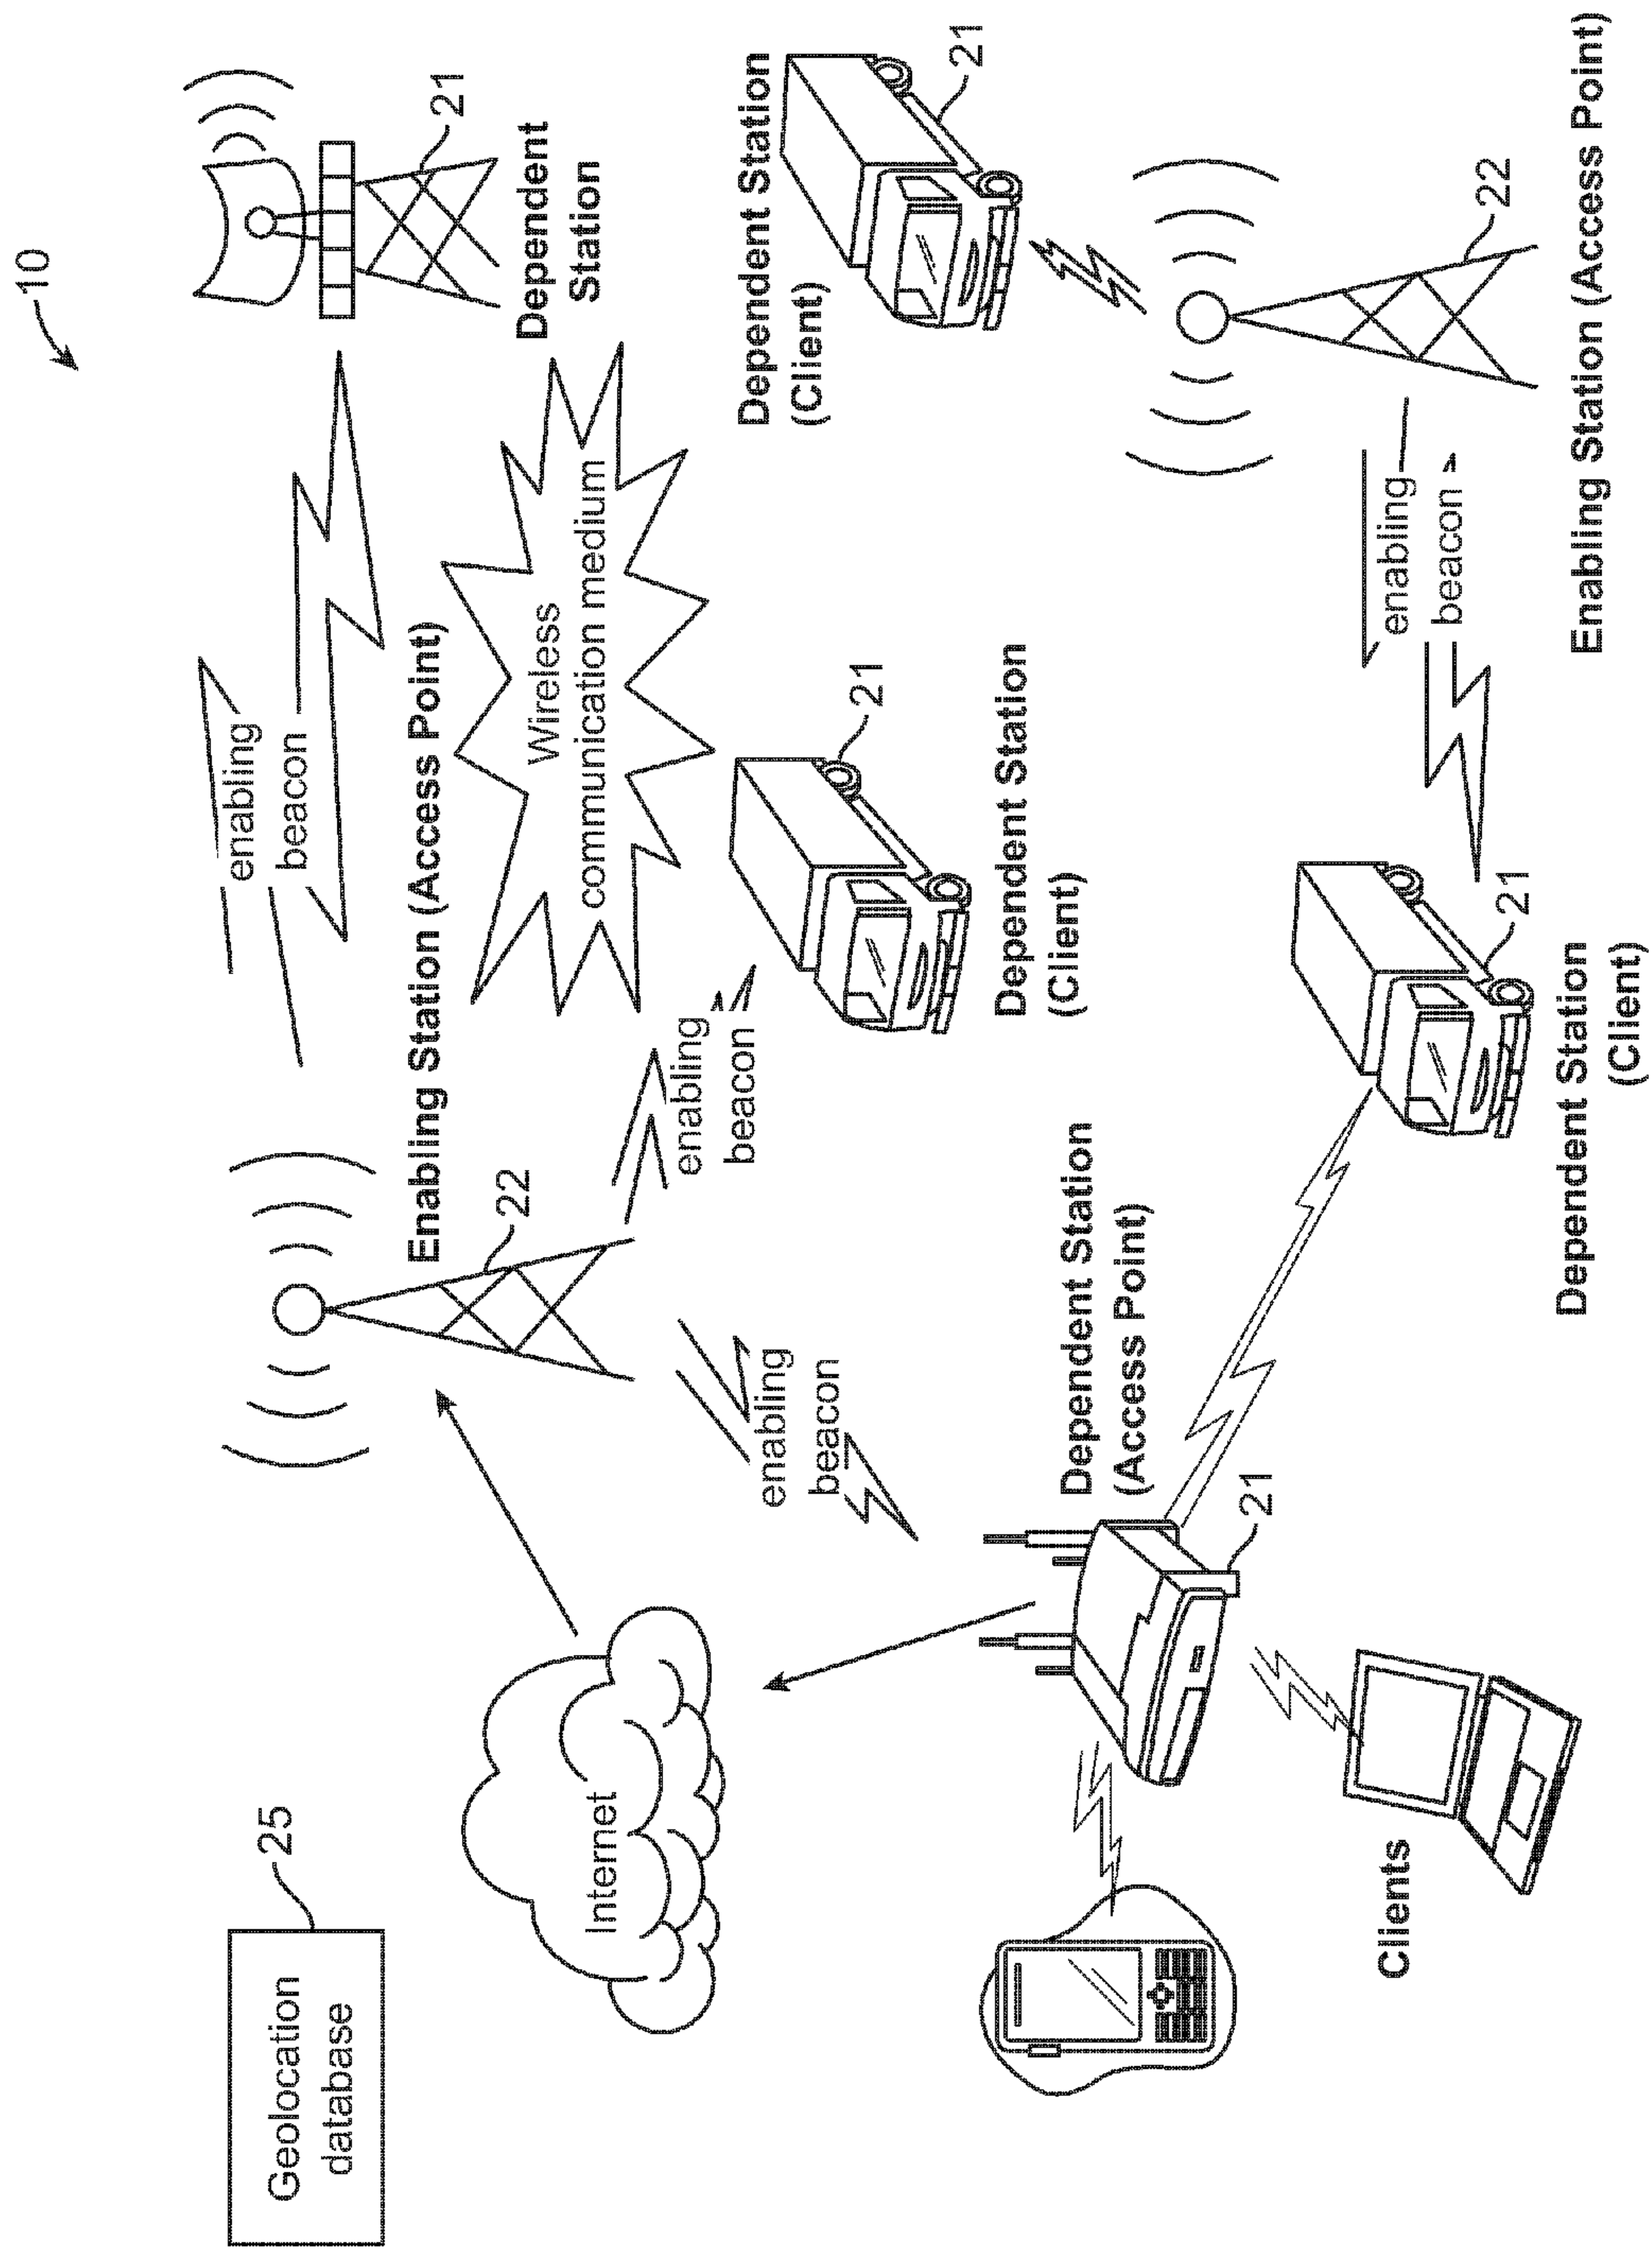 10
Geolocation
database
25
Internet
enabling
beacon
21
Dependent
Station
Enabling Station (Access Point)
22
Wireless
communication medium
enabling
beacon
enabling
beacon
21
Dependent Station
(Client)
Dependent Station
(Client)
21
Dependent Station
(Access Point)
21
Clients
21
Dependent Station
(Client)
enabling
beacon
22
Enabling Station (Access Point)